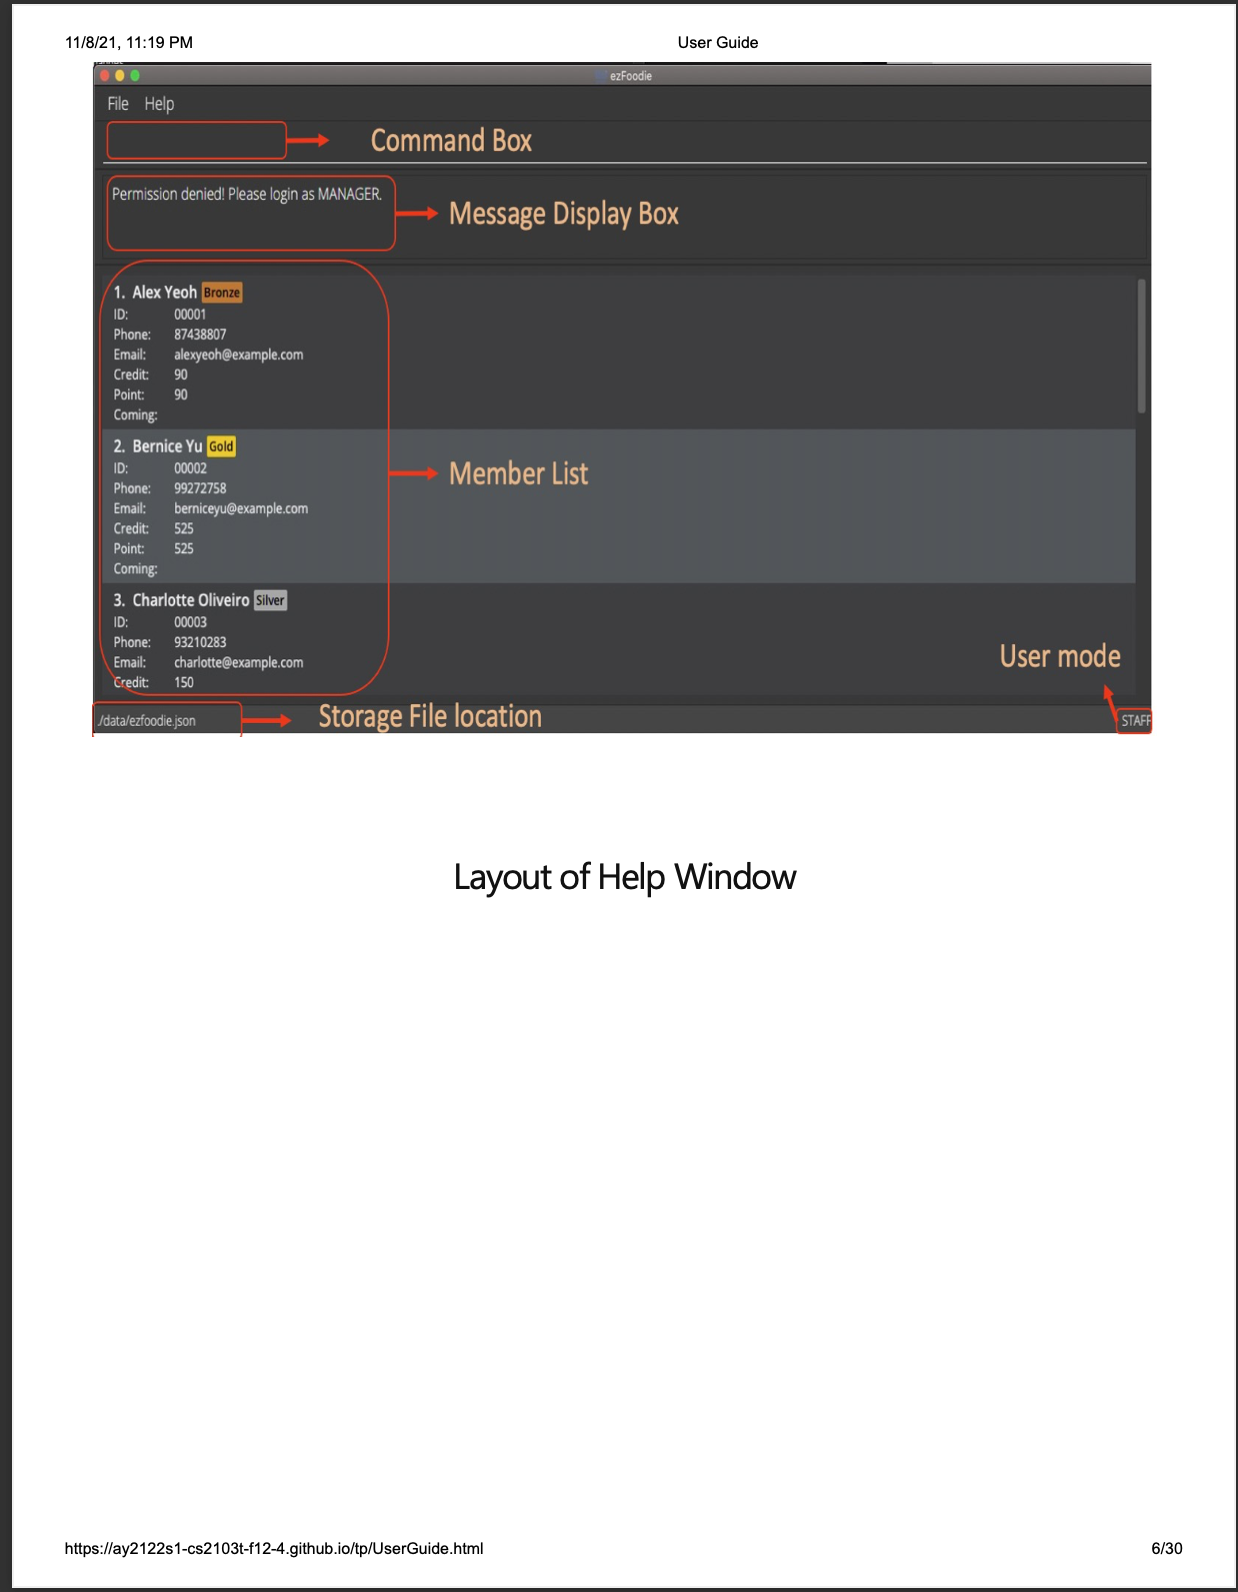 11/8/21, 11:19 PM User Guide
ezFoodie
File Help
Command Box
Permission denied! Please login as MANAGER.
Message Display Box
1. Alex Yeoh Bronze
ID: 00001
Phone: 87438807
Email: alexyeoh@example.com
Credit: 90
Point: 90
Coming:
2. Bernice Yu Gold
ID: 00002
Phone: 99272758
Email: berniceyu@example.com
Credit: 525
Point: 525
Coming:
Member List
3. Charlotte Oliveiro Silver
ID: 00003
Phone: 93210283
Email: charlotte@example.com
Credit: 150
User mode
./data/ezfoodie.json
Storage File location
STAFF
Layout of Help Window
https://ay2122s1-cs2103t-f12-4.github.io/tp/UserGuide.html 6/30